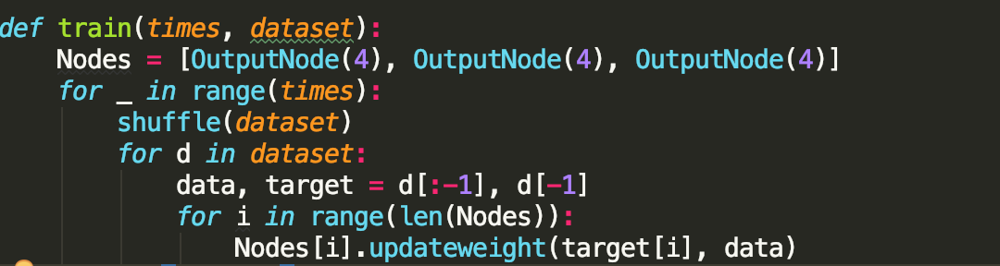 def train(times, dataset):
    Nodes = [OutputNode(4), OutputNode(4), OutputNode(4)]
    for _ in range(times):
        shuffle(dataset)
        for d in dataset:
            data, target = d[:-1], d[-1]
            for i in range(len(Nodes)):
                Nodes[i].updateweight(target[i], data)